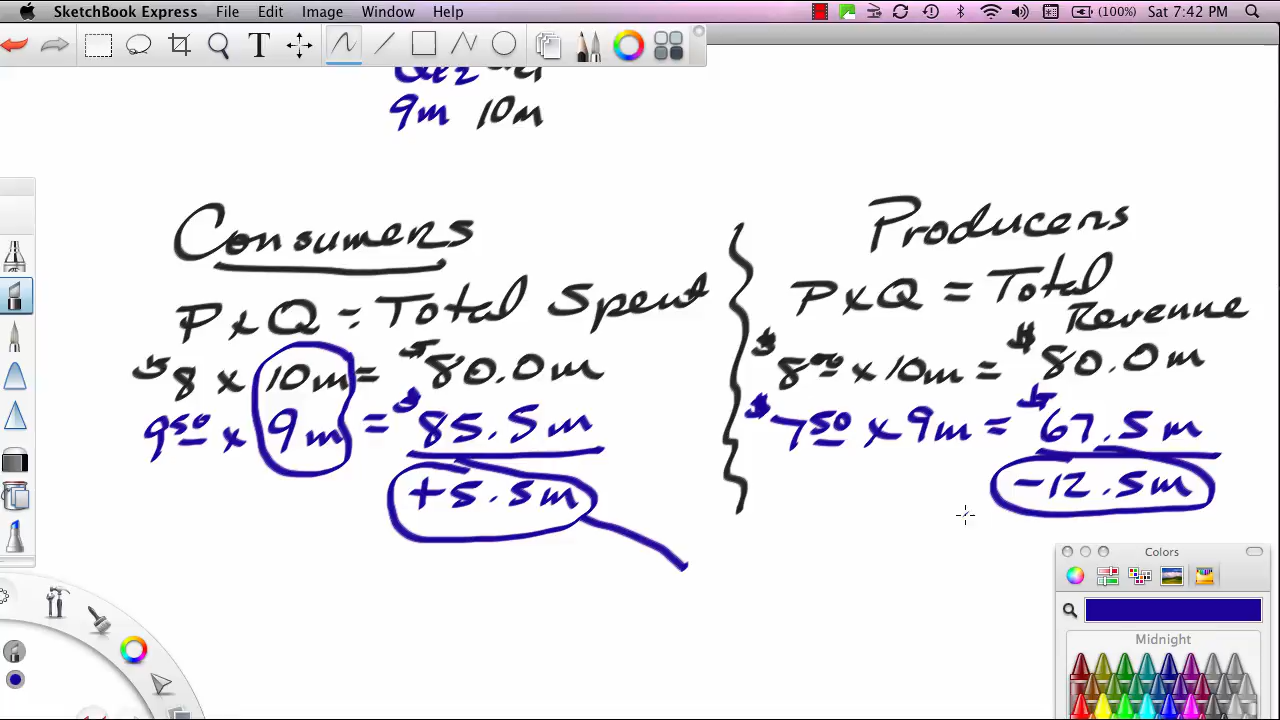 SketchBook Express File Edit Image Window Help (100%) Sat 7:42 PM
T
9m 10m
Consumers
P x Q = Total Spent
$8 x 10m = $80.0m
9.50 x 9m = $85.5m
+5.5m
Producers
P x Q = Total
Revenue
$8.00 x 10m = $80.0m
$7.50 x 9m = $67.5m
-12.5m
Colors
Midnight